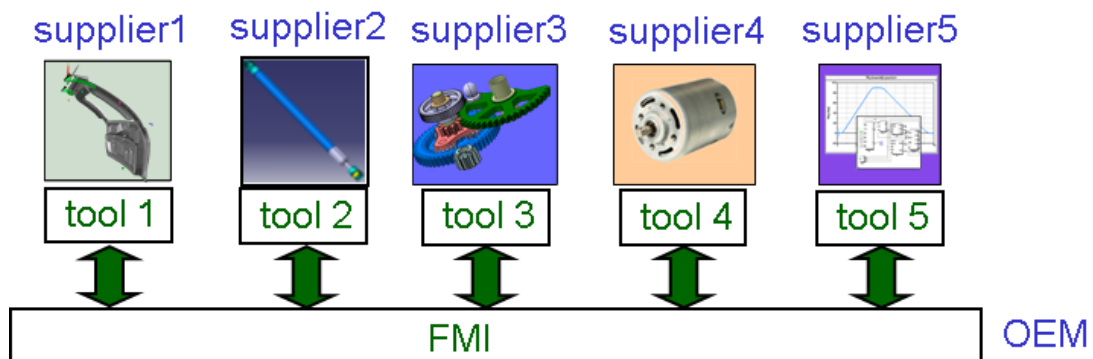 supplier1 supplier2 supplier3 supplier4 supplier5
tool 1 tool 2 tool 3 tool 4 tool 5
FMI OEM